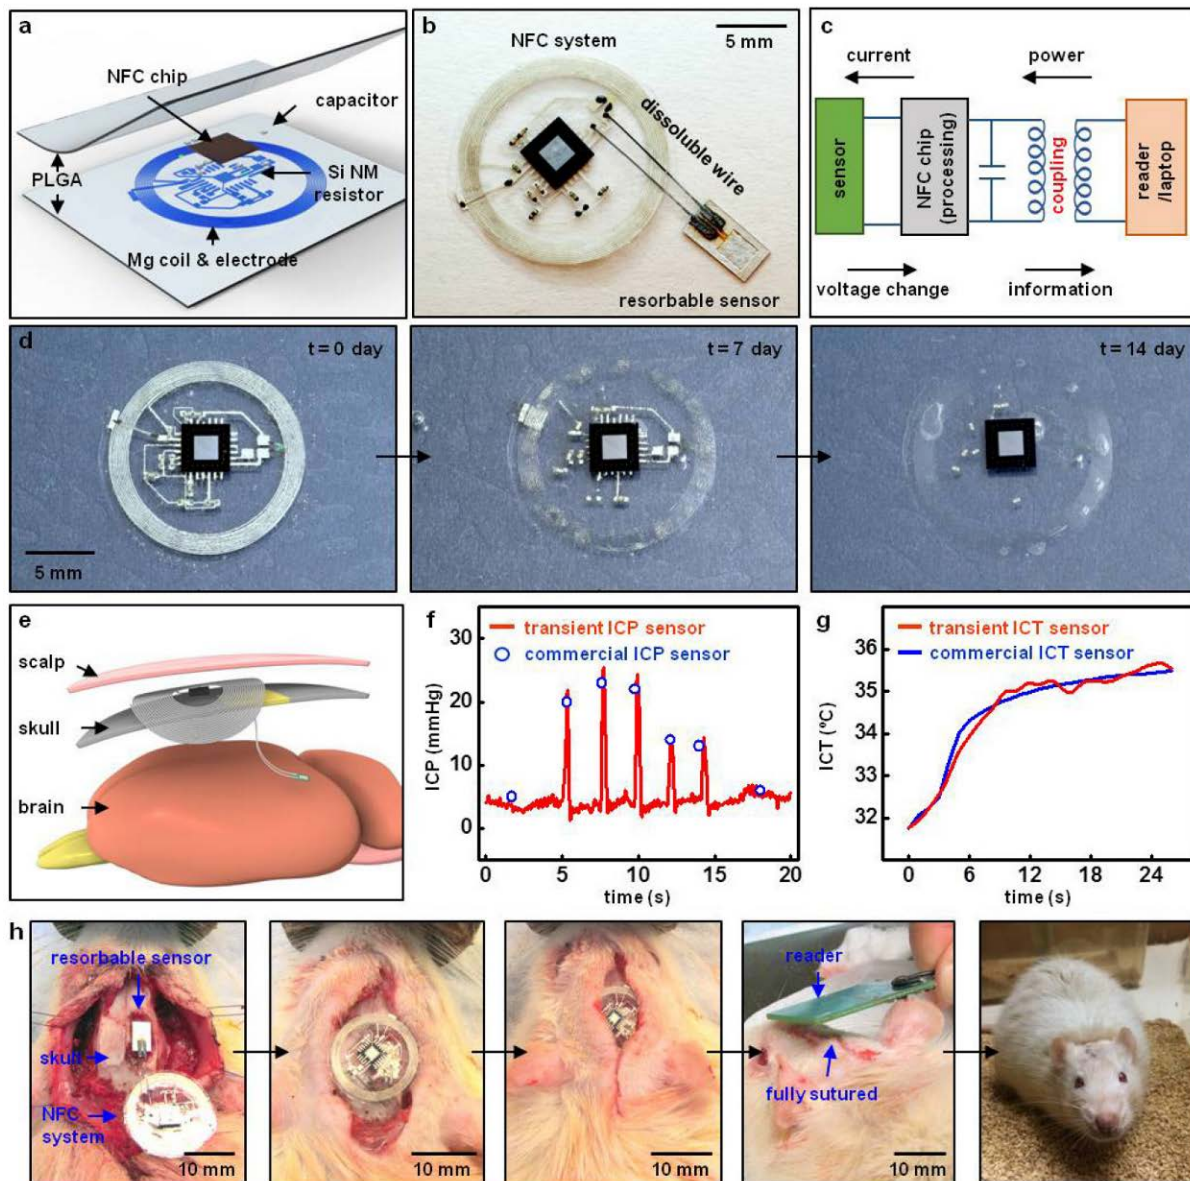 a
NFC chip
capacitor
PLGA
Si NM
resistor
Mg coil & electrode
b
NFC system
5 mm
dissoluble wire
resorbable sensor
c
current
power
sensor
NFC chip
(processing)
coupling
reader
/laptop
voltage change
information
d
t = 0 day
5 mm
t = 7 day
t = 14 day
e
scalp
skull
brain
f
transient ICP sensor
commercial ICP sensor
30
20
10
0
ICP (mmHg)
0
5
10
15
20
time (s)
g
transient ICT sensor
commercial ICT sensor
36
35
34
33
32
ICT (ºC)
0
6
12
18
24
time (s)
h
resorbable sensor
skull
NFC
system
10 mm
10 mm
10 mm
reader
fully sutured
10 mm